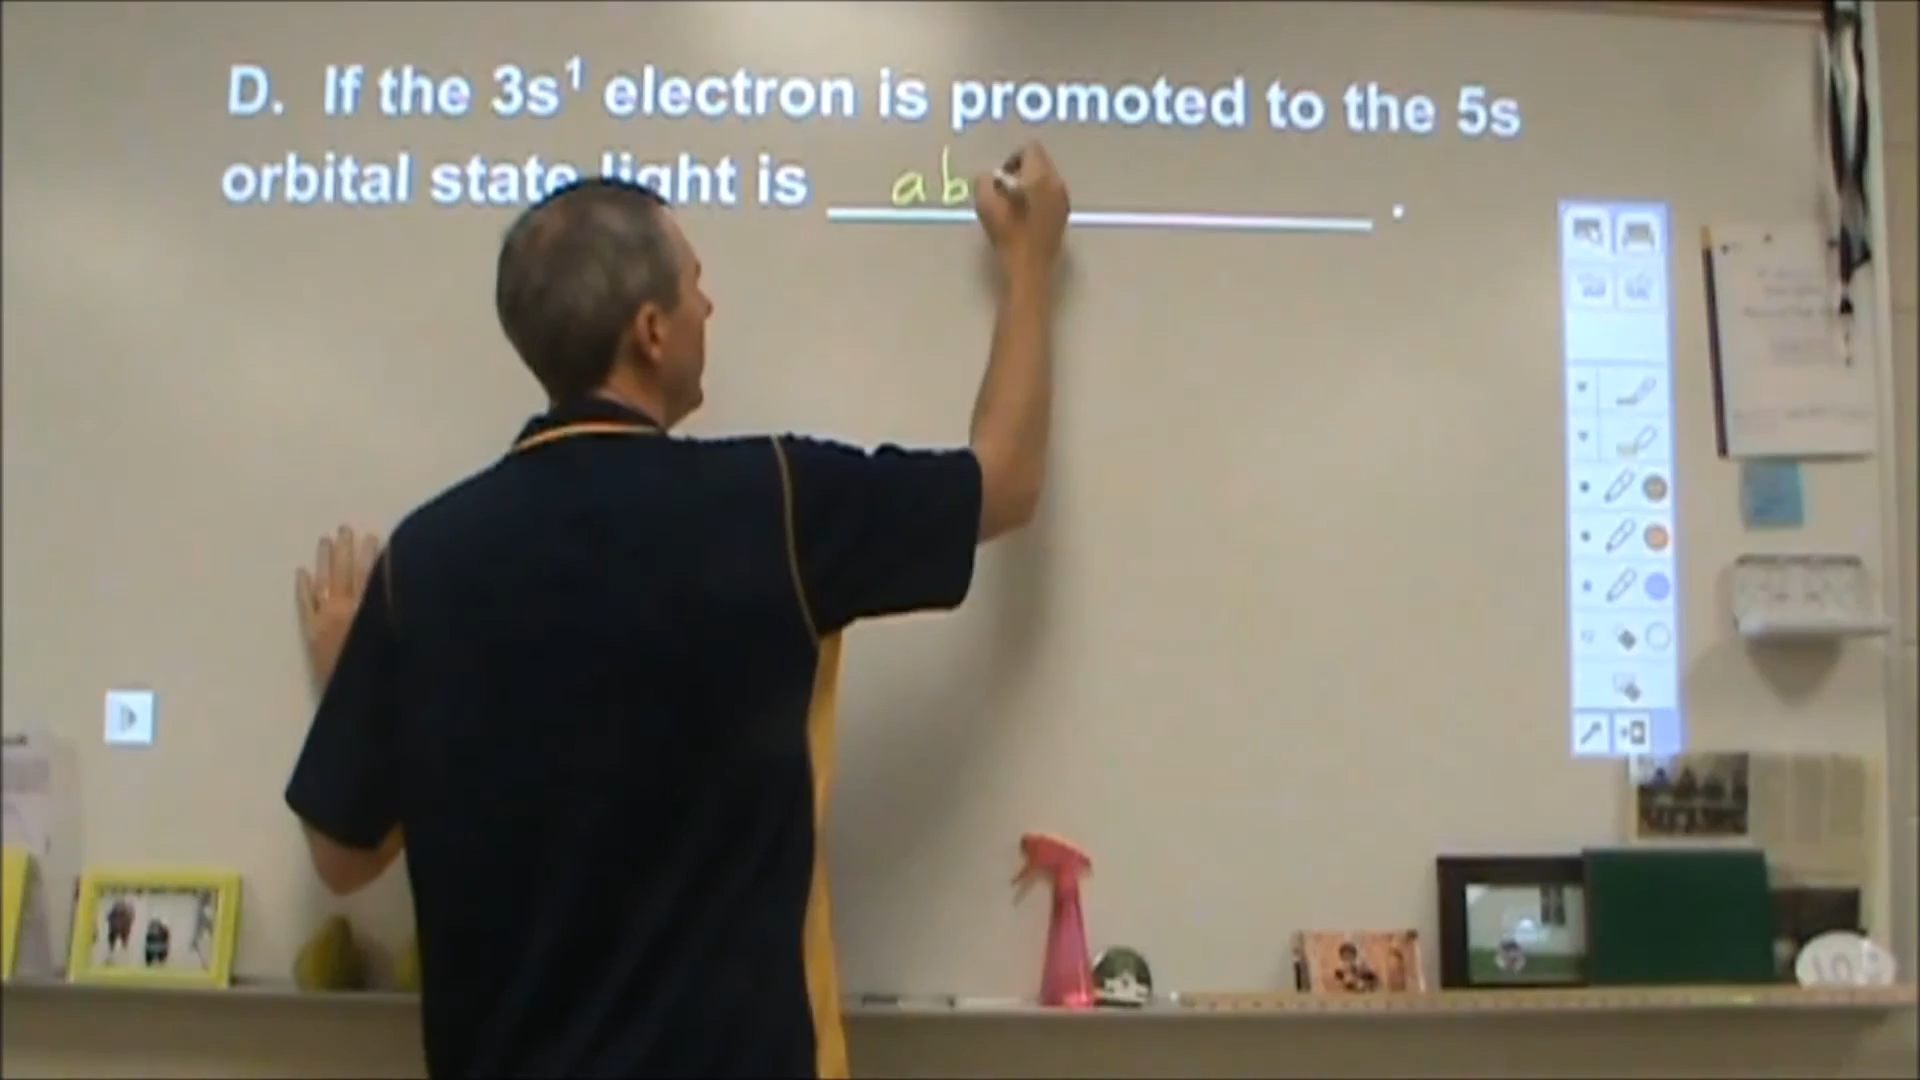 D. If the 3s¹ electron is promoted to the 5s
orbital state light is ab .